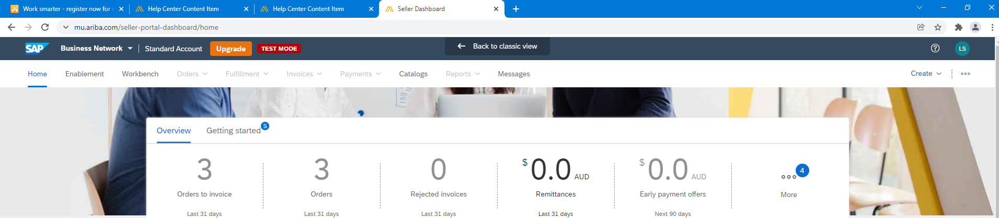 Work smarter - register now for
Help Center Content Item
Help Center Content Item
Seller Dashboard
mu.ariba.com/seller-portal-dashboard/home
SAP Business Network Standard Account Upgrade TEST MODE Back to classic view LS
Home Enablement Workbench Orders Fulfillment Invoices Payments Catalogs Reports Messages Create
Overview Getting started 5
3
Orders to invoice
Last 31 days
3
Orders
Last 31 days
0
Rejected invoices
Last 31 days
$ 0.0 AUD
Remittances
Last 31 days
$ 0.0 AUD
Early payment offers
Next 90 days
4
More